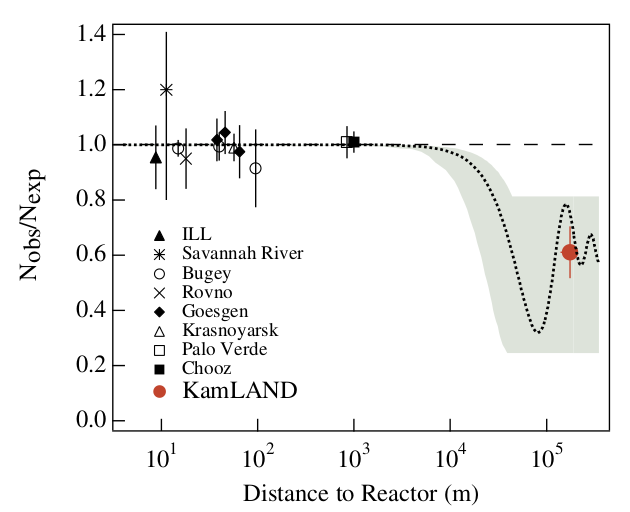 1.4
1.2
1.0
0.8
0.6
0.4
0.2
0.0
Nobs/Nexp
ILL
Savannah River
Bugey
Rovno
Goesgen
Krasnoyarsk
Palo Verde
Chooz
KamLAND
10¹ 10² 10³ 10⁴ 10⁵
Distance to Reactor (m)